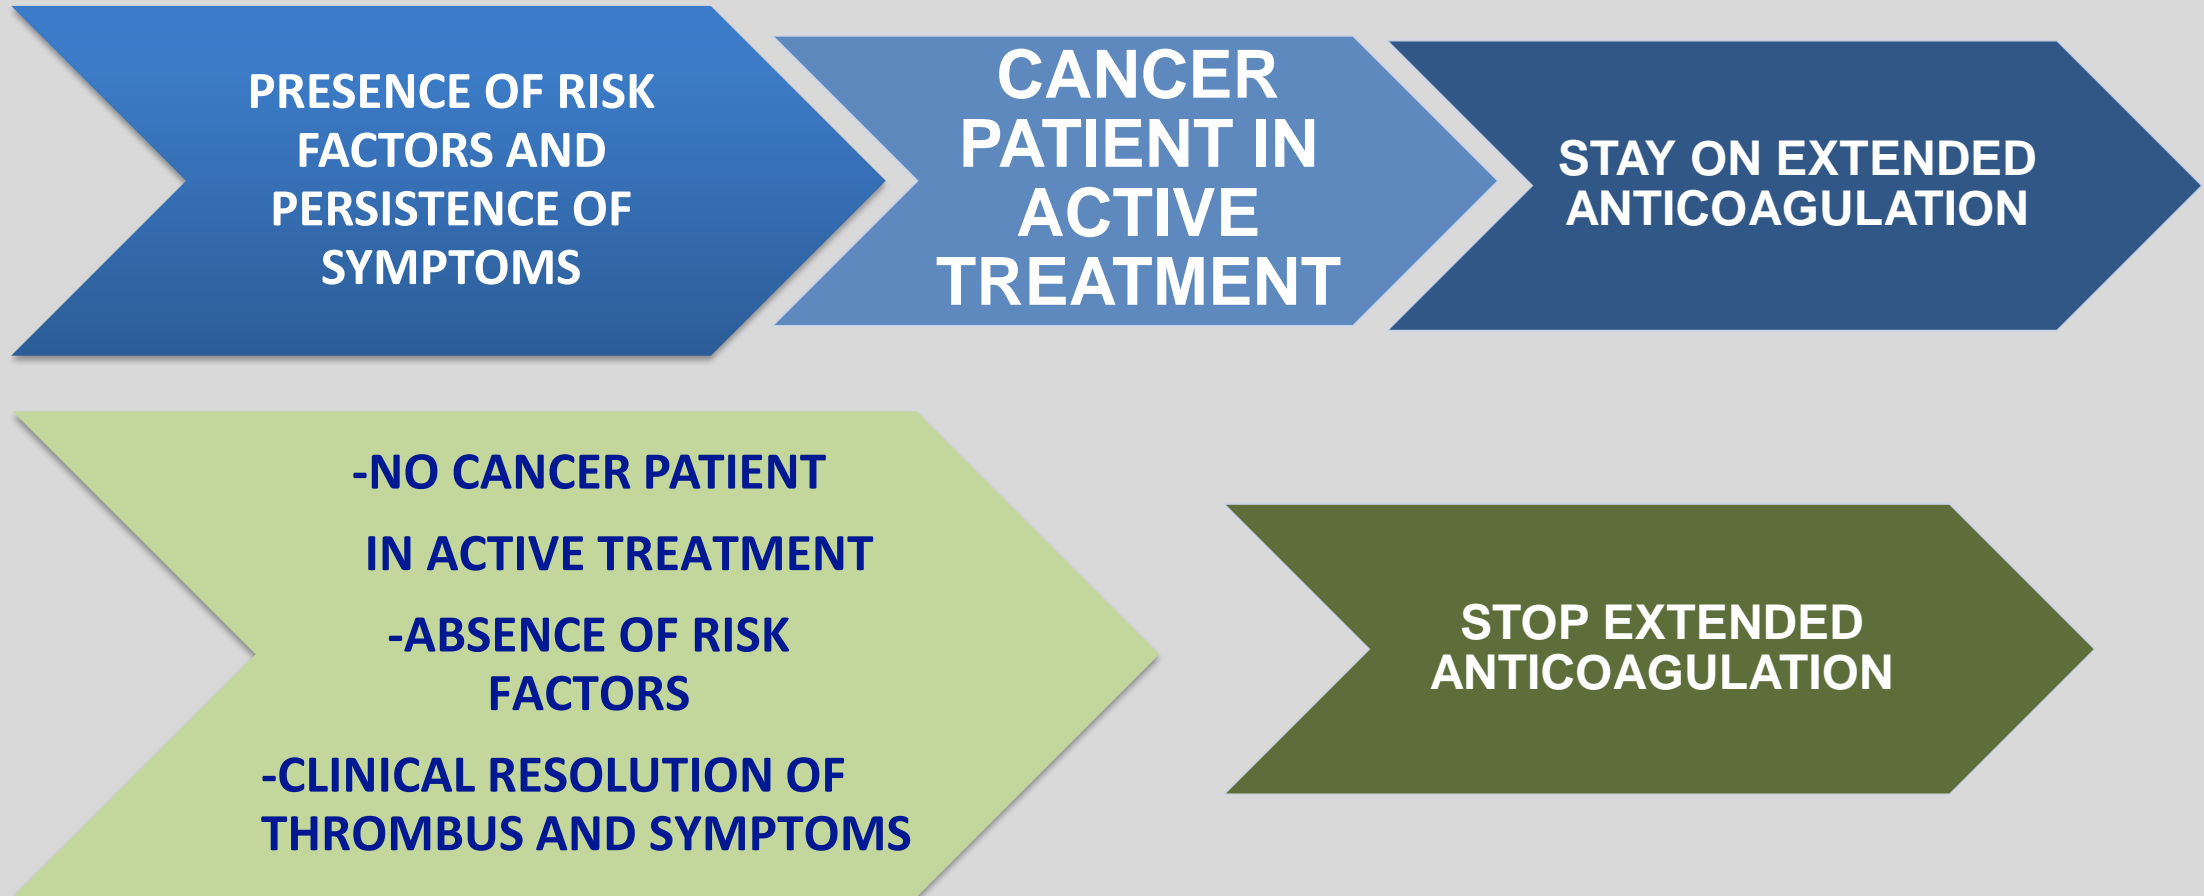 PRESENCE OF RISK
FACTORS AND
PERSISTENCE OF
SYMPTOMS
CANCER
PATIENT IN
ACTIVE
TREATMENT
STAY ON EXTENDED
ANTICOAGULATION
-NO CANCER PATIENT
IN ACTIVE TREATMENT
-ABSENCE OF RISK
FACTORS
-CLINICAL RESOLUTION OF
THROMBUS AND SYMPTOMS
STOP EXTENDED
ANTICOAGULATION